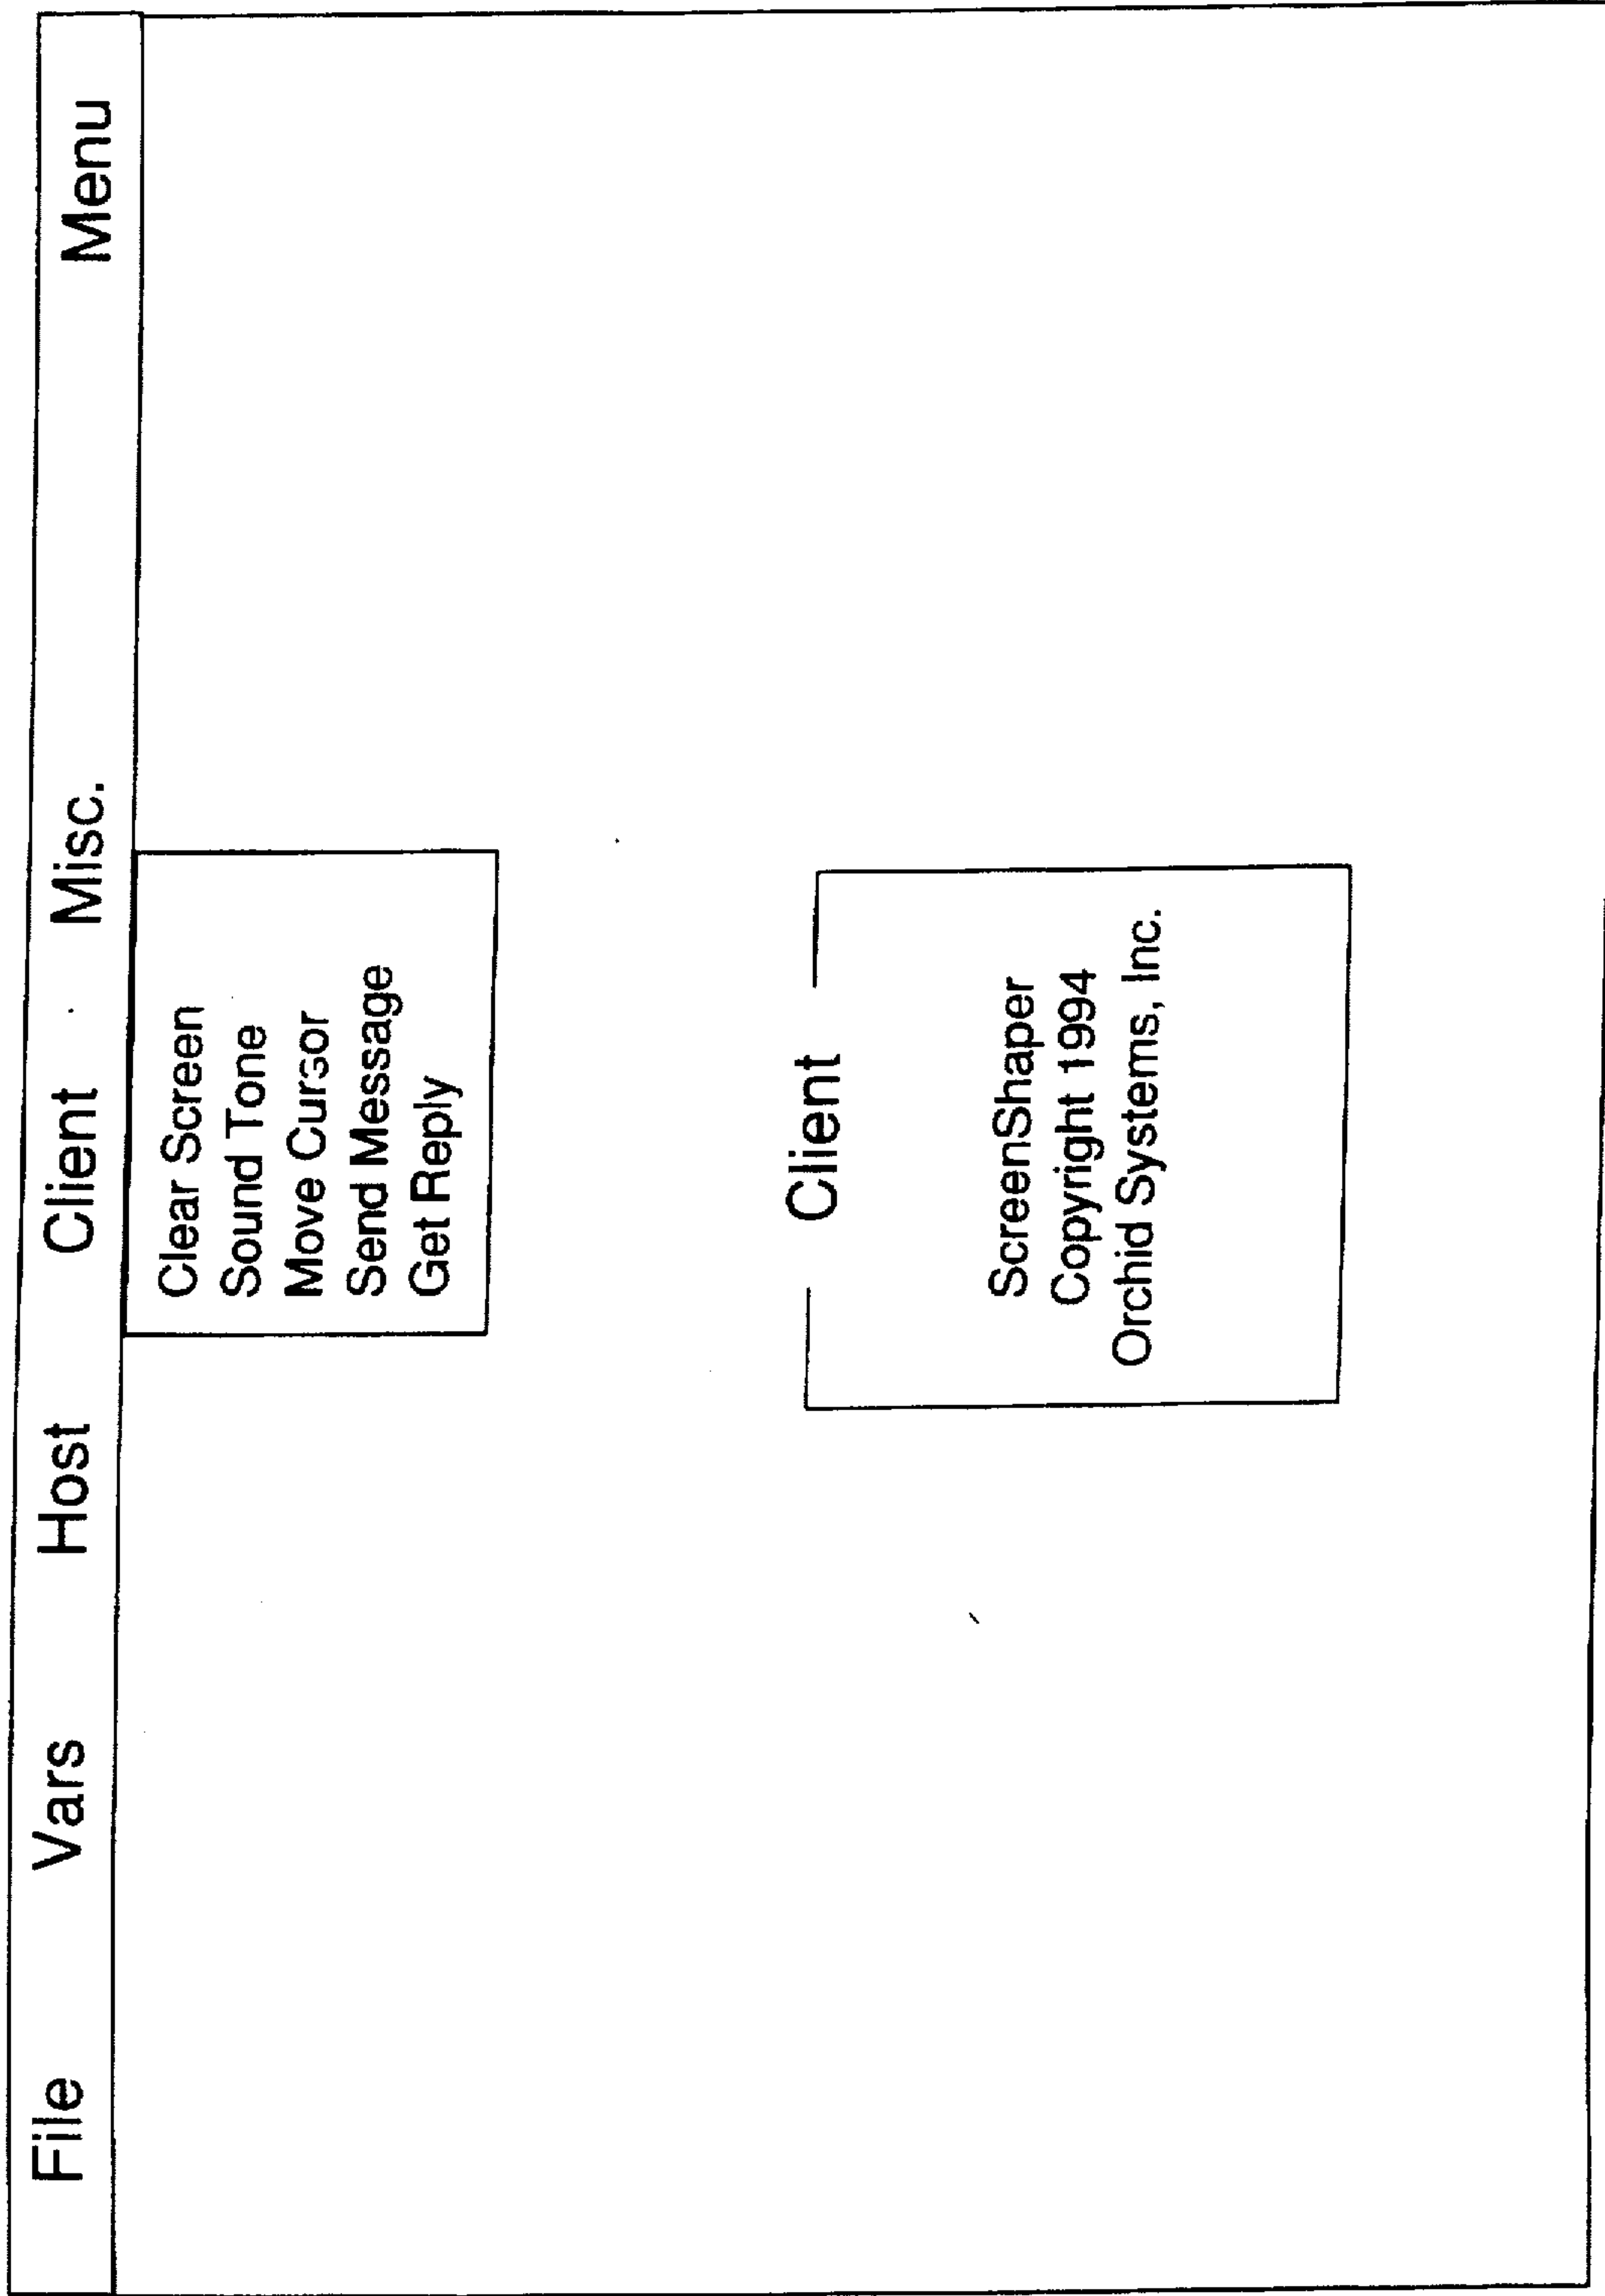 File Vars Host Client Misc. Menu
Clear Screen
Sound Tone
Move Cursor
Send Message
Get Reply
Client
ScreenShaper
Copyright 1994
Orchid Systems, Inc.